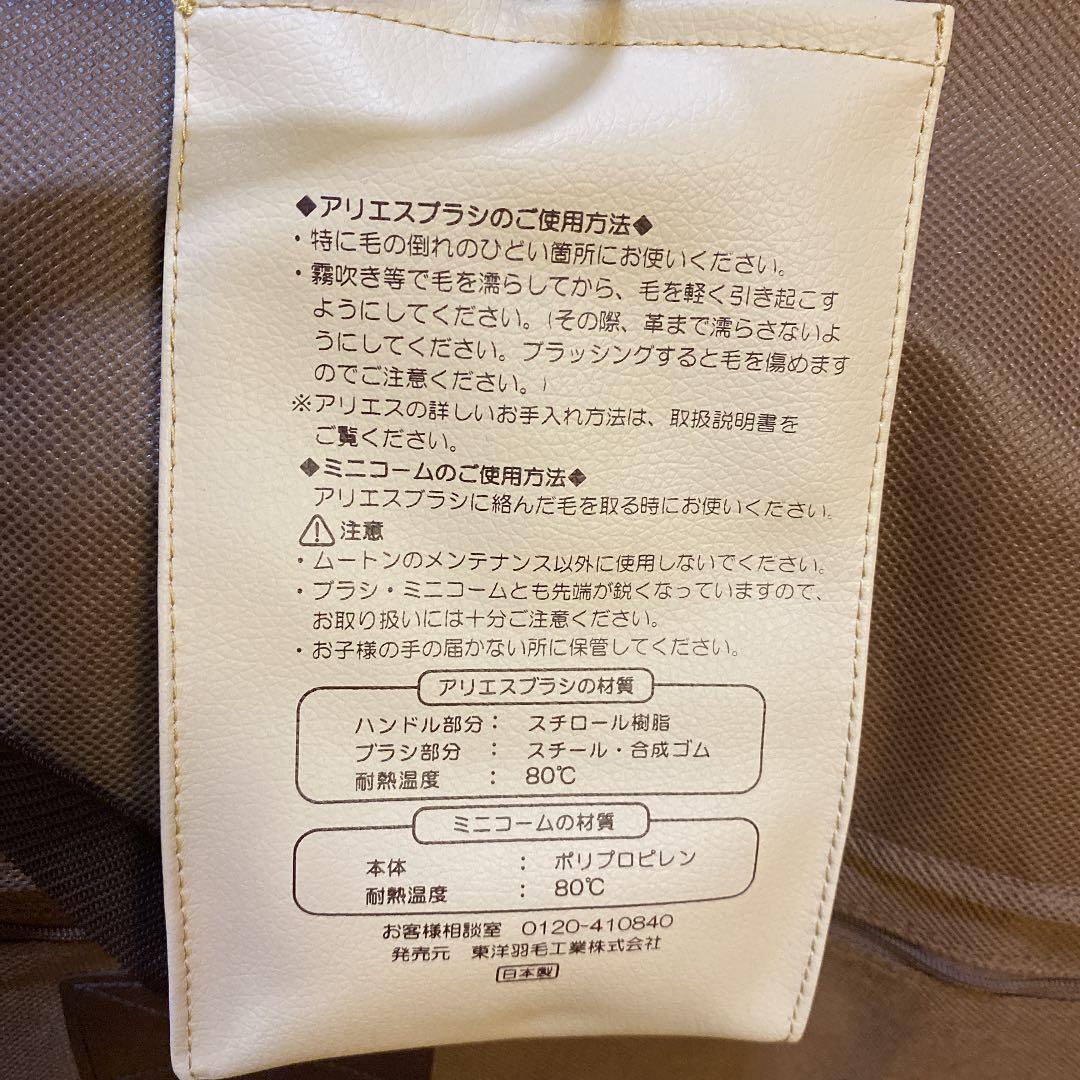 ◆アリエスブラシのご使用方法◆
・特に毛の倒れのひどい箇所にお使いください。
・霧吹き等で毛を濡らしてから、毛を軽く引き起こす
ようにしてください。(その際、革まで濡らさないよ
うにしてください。ブラッシングすると毛を傷めます
のでご注意ください。)
※アリエスの詳しいお手入れ方法は、取扱説明書を
ご覧ください。
◆ミニコームのご使用方法◆
アリエスブラシに絡んだ毛を取る時にお使いください。
⚠注意
・ムートンのメンテナンス以外に使用しないでください。
・ブラシ・ミニコームとも先端が鋭くなっていますので、
お取り扱いには十分ご注意ください。
・お子様の手の届かない所に保管してください。
アリエスブラシの材質
ハンドル部分： スチロール樹脂
ブラシ部分 ： スチール・合成ゴム
耐熱温度 ： 80℃
ミニコームの材質
本体 ： ポリプロピレン
耐熱温度 ： 80℃
お客様相談室 0120-410840
発売元 東洋羽毛工業株式会社
日本製